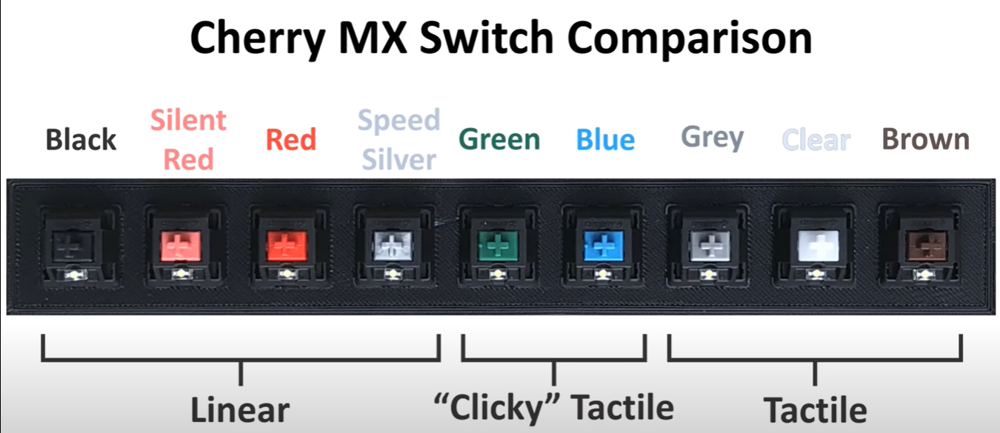 Cherry MX Switch Comparison
Black
Silent
Red
Red
Speed
Silver
Green
Blue
Grey
Clear
Brown
Linear
“Clicky” Tactile
Tactile